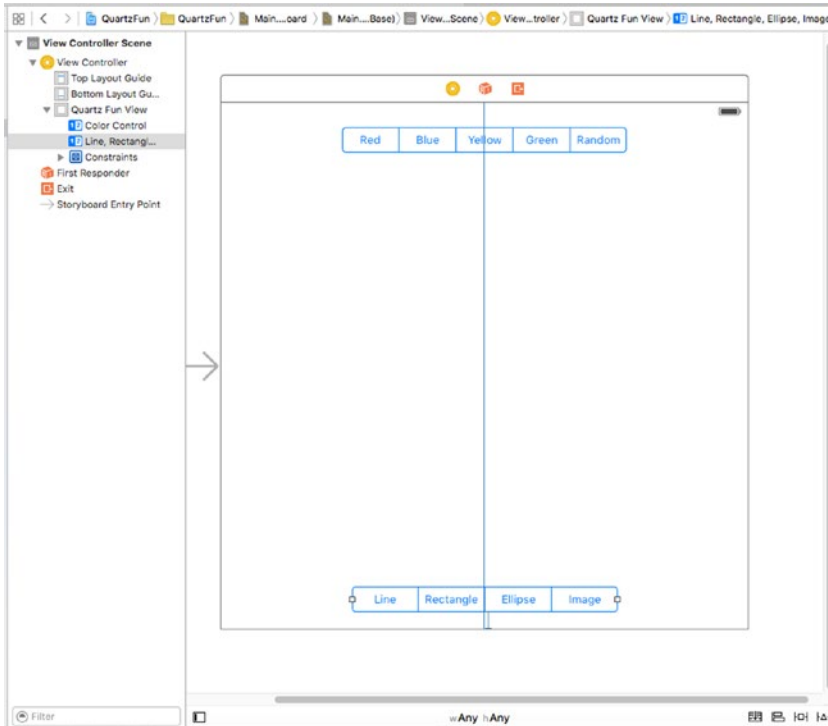 QuartzFun 〉 QuartzFun 〉 Main....oard 〉 Main....Base) 〉 View...Scene 〉 View...troller 〉 Quartz Fun View 〉 Line, Rectangle, Ellipse, Image
View Controller Scene
View Controller
Top Layout Guide
Bottom Layout Gu...
Quartz Fun View
Color Control
Line, Rectangl...
Constraints
First Responder
Exit
Storyboard Entry Point
Red Blue Yellow Green Random
Line Rectangle Ellipse Image
Filter
wAny hAny